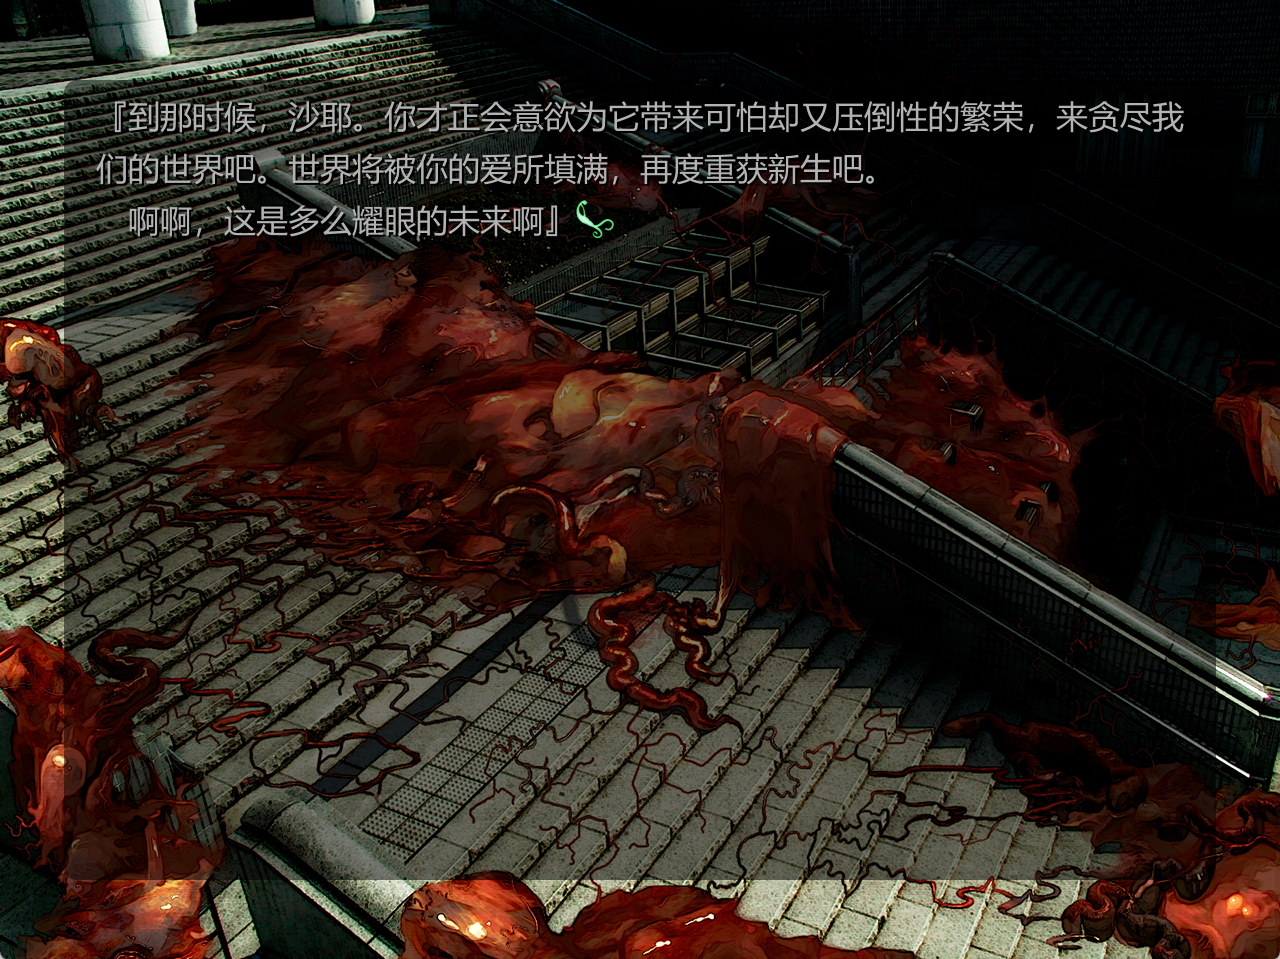 『到那时候，沙耶。你才正会意欲为它带来可怕却又压倒性的繁荣，来贪尽我
们的世界吧。世界将被你的爱所填满，再度重获新生吧。
啊啊，这是多么耀眼的未来啊』